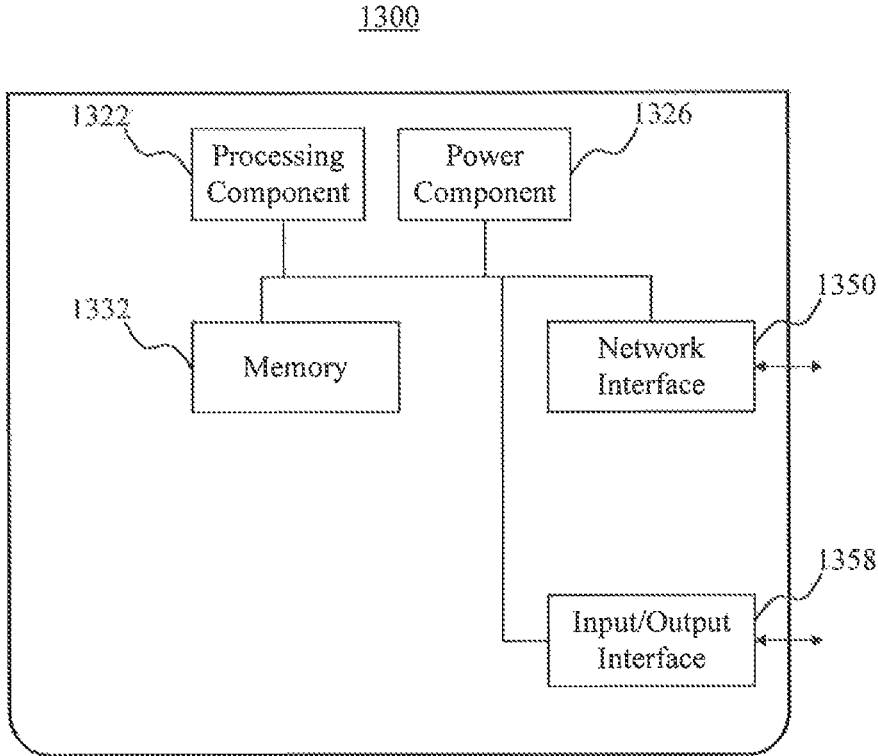 1300
1322
Processing
Component
Power
Component
1326
1332
Memory
1350
Network
Interface
1358
Input/Output
Interface